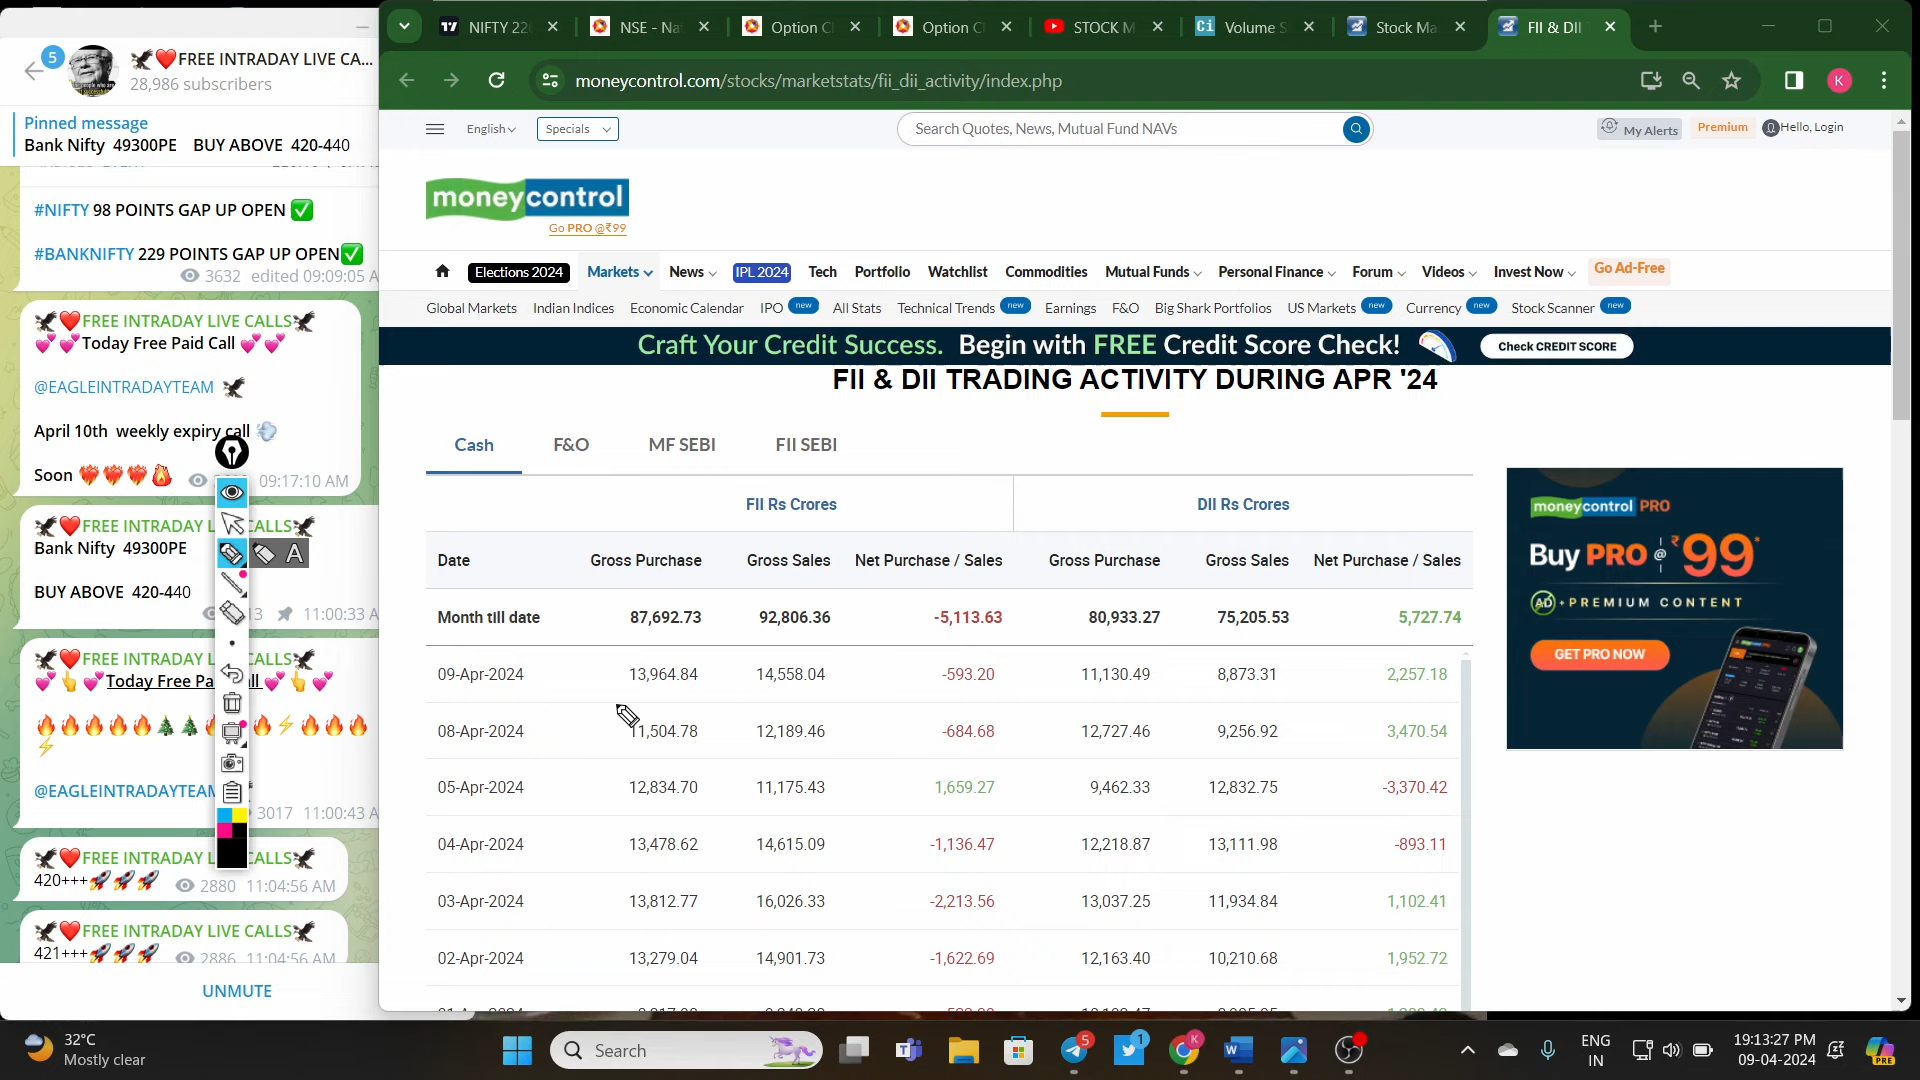 5
FREE INTRADAY LIVE CA...
28,986 subscribers
Pinned message
Bank Nifty 49300PE BUY ABOVE 420-440
#NIFTY 98 POINTS GAP UP OPEN
#BANKNIFTY 229 POINTS GAP UP OPEN
3632 edited 09:09:05 A
FREE INTRADAY LIVE CALLS
Today Free Paid Call
@EAGLEINTRADAYTEAM
April 10th weekly expiry call
Soon
09:17:10 AM
FREE INTRADAY CALLS
Bank Nifty 49300PE
BUY ABOVE 420-440
13 11:00:33 A
FREE INTRADAY LIVE CALLS
Today Free Pa ll
@EAGLEINTRADAYTEAM
3017 11:00:43 A
FREE INTRADAY L CALLS
420+++
2880 11:04:56 AM
FREE INTRADAY LIVE CALLS
421+++
2886 11:04:56 AM
UNMUTE
A
NIFTY 22
NSE - Na
Option C
Option C
STOCK M
Volume S
Stock Ma
FII & DII
moneycontrol.com/stocks/marketstats/fii_dii_activity/index.php
K
English
Specials
Search Quotes, News, Mutual Fund NAVs
My Alerts
Premium
Hello, Login
moneycontrol
Go PRO @₹99
Elections 2024 Markets News IPL 2024 Tech Portfolio Watchlist Commodities Mutual Funds Personal Finance Forum Videos Invest Now Go Ad-Free
Global Markets Indian Indices Economic Calendar IPO new All Stats Technical Trends new Earnings F&O Big Shark Portfolios US Markets new Currency new Stock Scanner new
Craft Your Credit Success. Begin with FREE Credit Score Check! Check CREDIT SCORE
FII & DII TRADING ACTIVITY DURING APR '24
Cash F&O MF SEBI FII SEBI
FII Rs Crores DII Rs Crores
Date Gross Purchase Gross Sales Net Purchase / Sales Gross Purchase Gross Sales Net Purchase / Sales
Month till date 87,692.73 92,806.36 -5,113.63 80,933.27 75,205.53 5,727.74
09-Apr-2024 13,964.84 14,558.04 -593.20 11,130.49 8,873.31 2,257.18
08-Apr-2024 11,504.78 12,189.46 -684.68 12,727.46 9,256.92 3,470.54
05-Apr-2024 12,834.70 11,175.43 1,659.27 9,462.33 12,832.75 -3,370.42
04-Apr-2024 13,478.62 14,615.09 -1,136.47 12,218.87 13,111.98 -893.11
03-Apr-2024 13,812.77 16,026.33 -2,213.56 13,037.25 11,934.84 1,102.41
02-Apr-2024 13,279.04 14,901.73 -1,622.69 12,163.40 10,210.68 1,952.72
moneycontrol PRO
Buy PRO @ ₹99*
AD +PREMIUM CONTENT
GET PRO NOW
32°C
Mostly clear
Search
5
1
K
ENG
IN
19:13:27 PM
09-04-2024
PRE